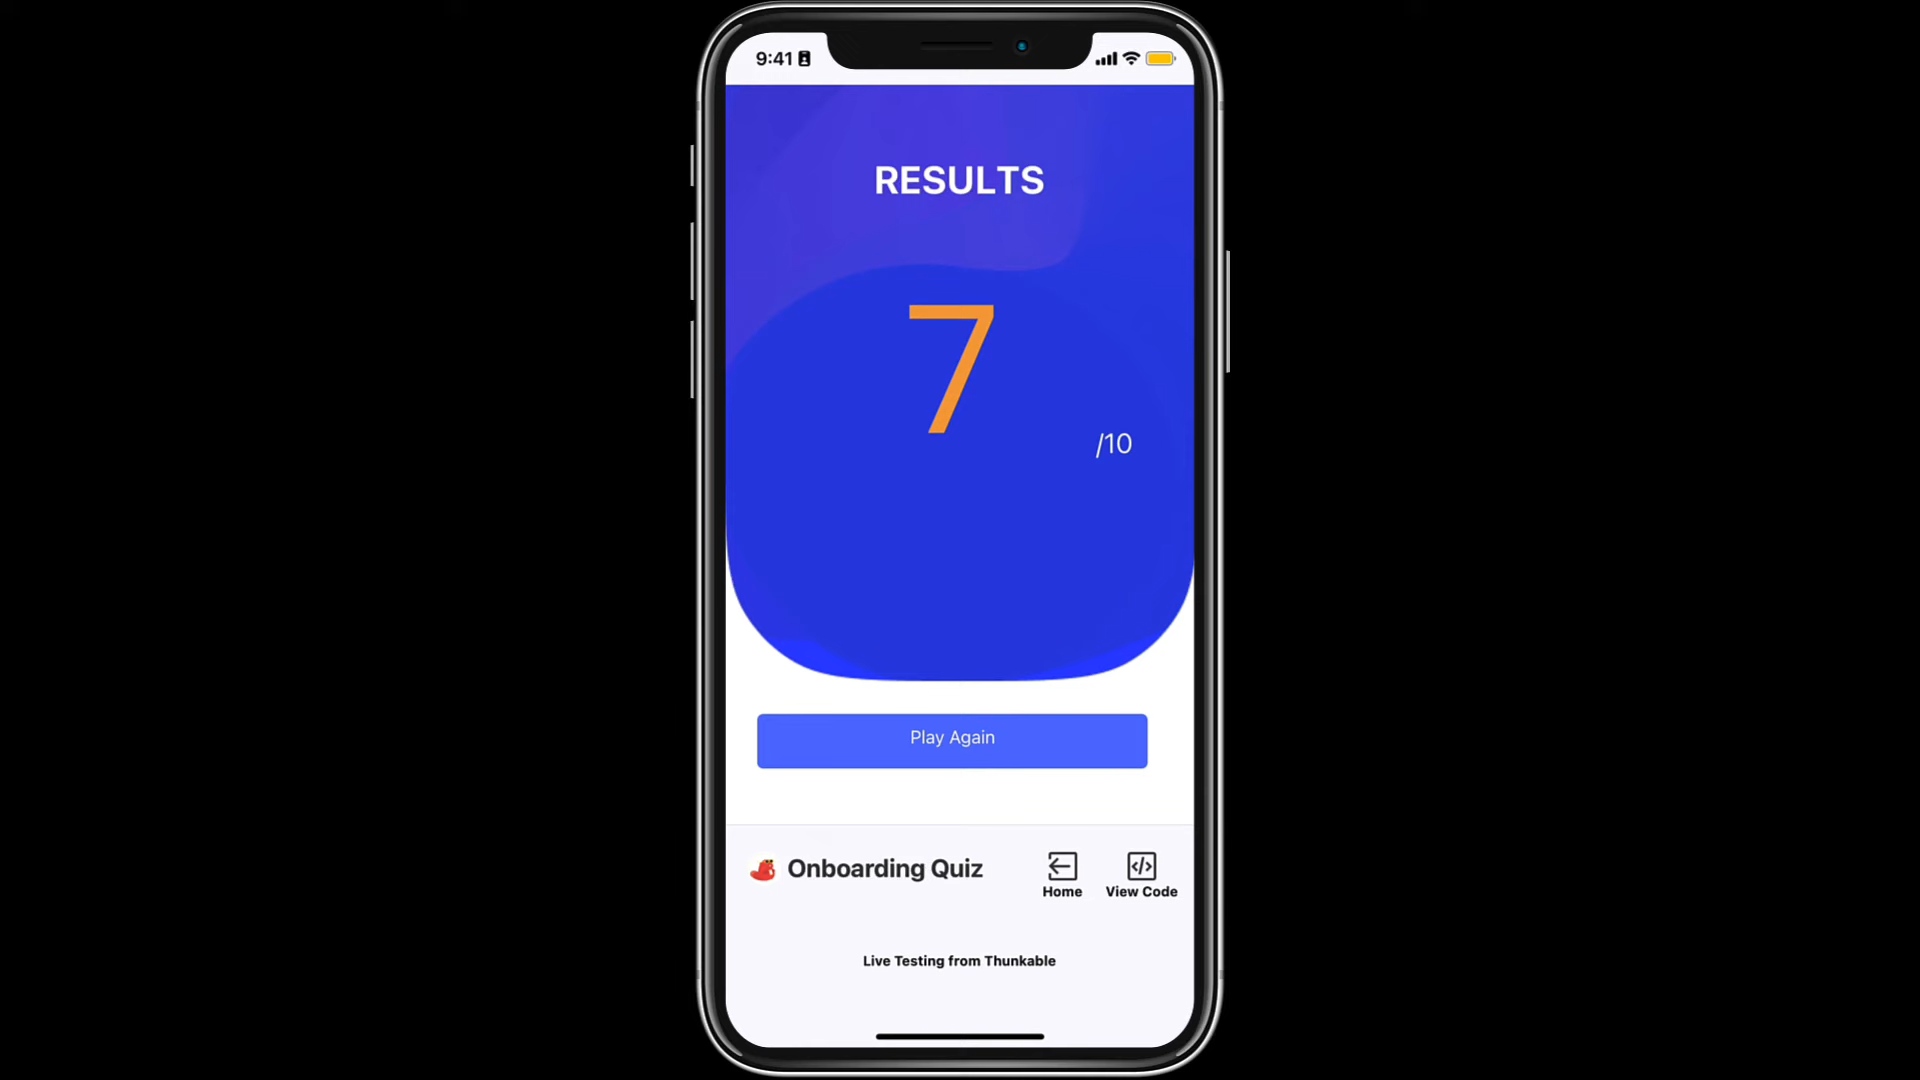 9:41
RESULTS
7
/10
Play Again
Onboarding Quiz
Home
View Code
Live Testing from Thunkable